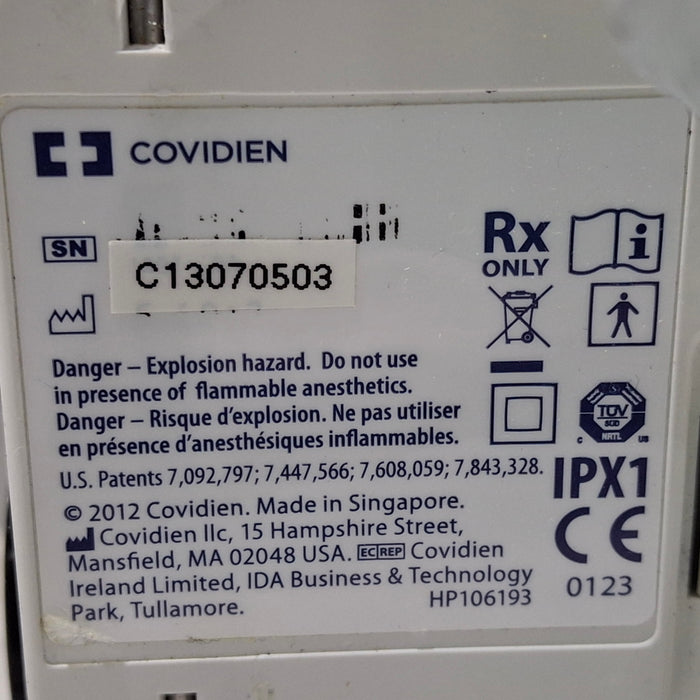 COVIDIEN
SN
C13070503
Rx
ONLY
i
Danger – Explosion hazard. Do not use
in presence of flammable anesthetics.
Danger – Risque d'explosion. Ne pas utiliser
en présence d'anesthésiques inflammables.
TÜV
SÜD
NRTL
C US
U.S. Patents 7,092,797; 7,447,566; 7,608,059; 7,843,328.
IPX1
© 2012 Covidien. Made in Singapore.
Covidien llc, 15 Hampshire Street,
Mansfield, MA 02048 USA. EC REP Covidien
Ireland Limited, IDA Business & Technology
Park, Tullamore.
HP106193
CE
0123